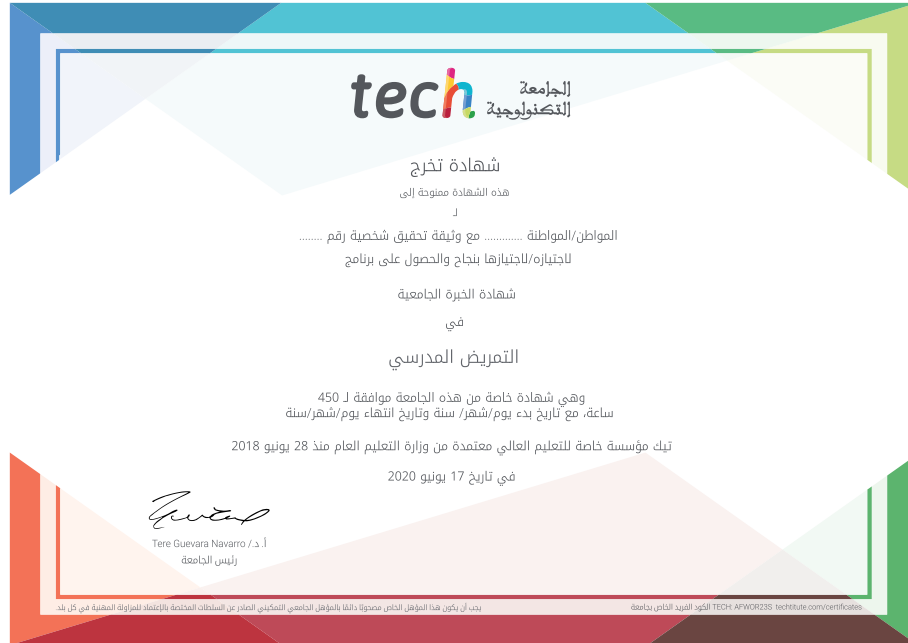 tech الجامعة
التكنولوجية
شهادة تخرج
هذه الشهادة ممنوحة إلى
لـ
المواطن/المواطنة ............. مع وثيقة تحقيق شخصية رقم ........
لاجتيازه/لاجتيازها بنجاح والحصول على برنامج
شهادة الخبرة الجامعية
في
التمريض المدرسي
وهي شهادة خاصة من هذه الجامعة موافقة لـ 450
ساعة، مع تاريخ بدء يوم/شهر/ سنة وتاريخ انتهاء يوم/شهر/سنة
تيك مؤسسة خاصة للتعليم العالي معتمدة من وزارة التعليم العام منذ 28 يونيو 2018
في تاريخ 17 يونيو 2020
أ. د./ Tere Guevara Navarro
رئيس الجامعة
يجب أن يكون هذا المؤهل الخاص مصحوبًا دائمًا بالمؤهل الجامعي التمكيني الصادر عن السلطات المختصة بالإعتماد للمزاولة المهنية في كل بلد.
الكود الفريد الخاص بجامعة TECH: AFWOR23S techtitute.com/certificates